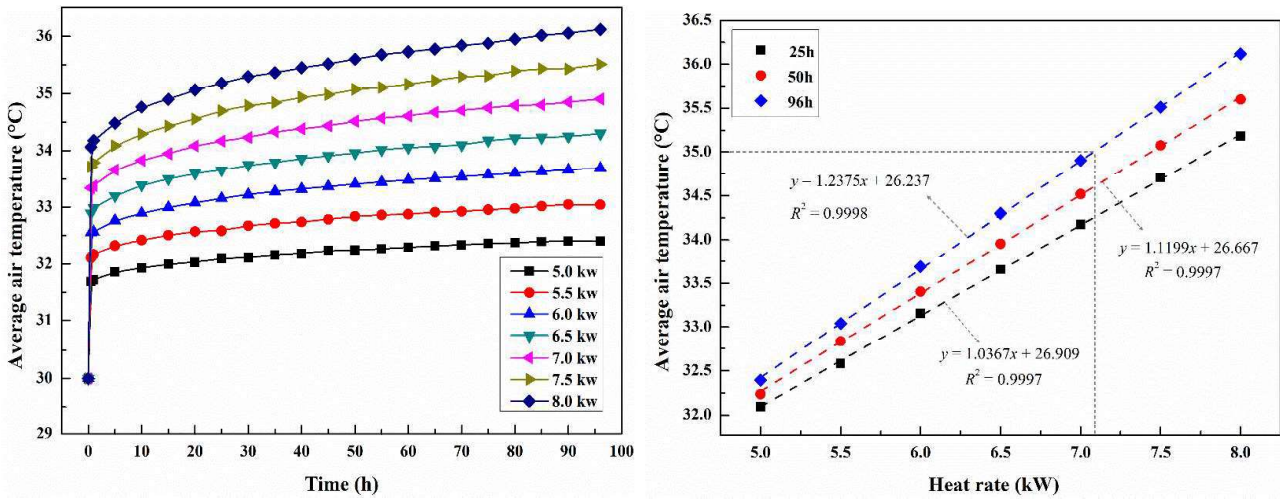 Average air temperature (°C)
36
35
34
33
32
31
30
29
0 10 20 30 40 50 60 70 80 90 100
Time (h)
5.0 kw
5.5 kw
6.0 kw
6.5 kw
7.0 kw
7.5 kw
8.0 kw
Average air temperature (°C)
36.5
36.0
35.5
35.0
34.5
34.0
33.5
33.0
32.5
32.0
5.0 5.5 6.0 6.5 7.0 7.5 8.0
Heat rate (kW)
25h
50h
96h
y = 1.2375x + 26.237
R² = 0.9998
y = 1.1199x + 26.667
R² = 0.9997
y = 1.0367x + 26.909
R² = 0.9997